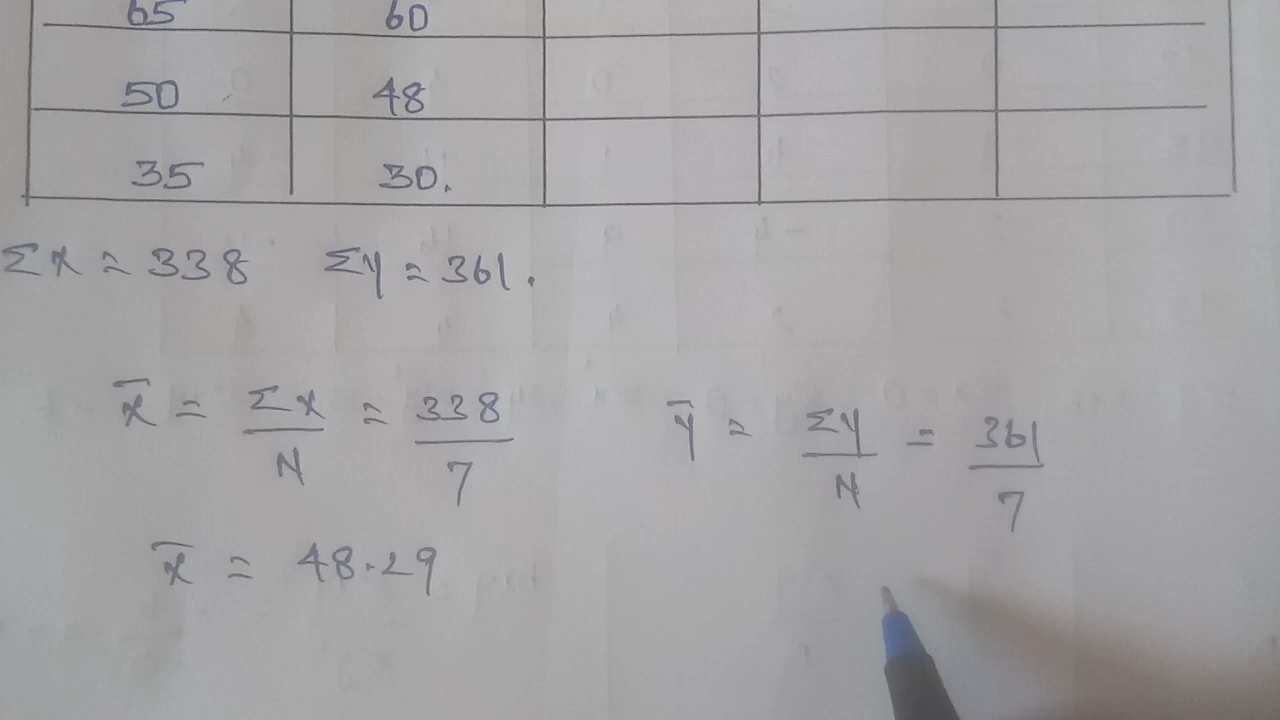 65 60
50 48
35 30.
Σx = 338 Σy = 361.
x̄ = Σx/N = 338/7 ȳ = Σy/N = 361/7
x̄ = 48.29